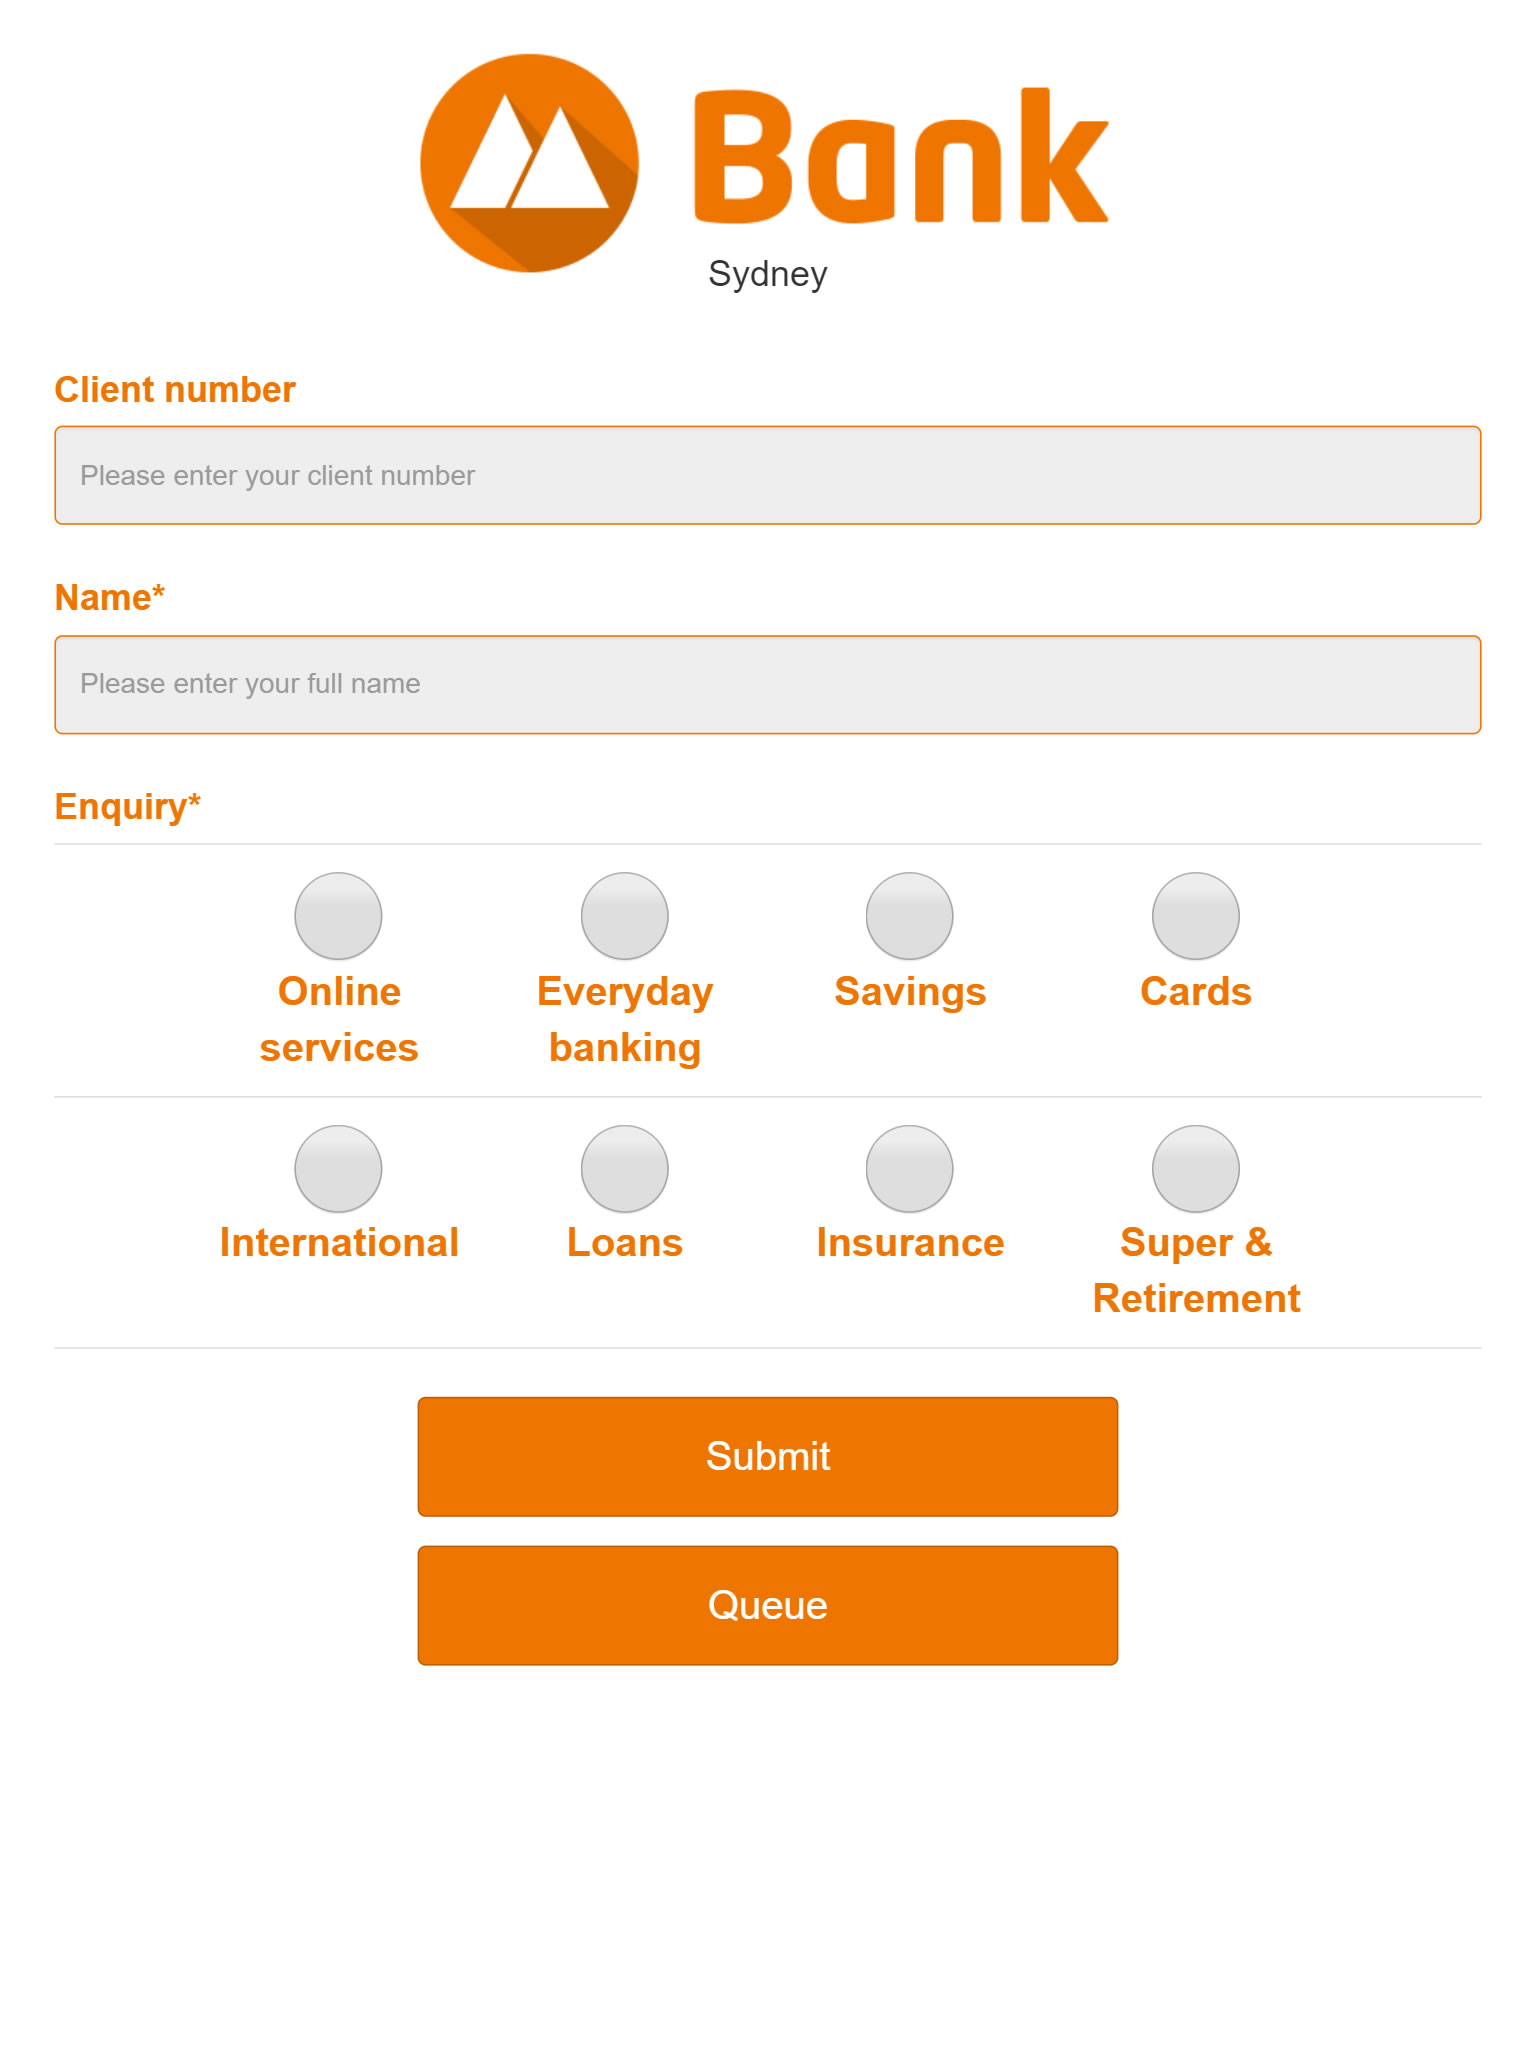 Bank
Sydney
Client number
Please enter your client number
Name*
Please enter your full name
Enquiry*
Online services
Everyday banking
Savings
Cards
International
Loans
Insurance
Super & Retirement
Submit
Queue